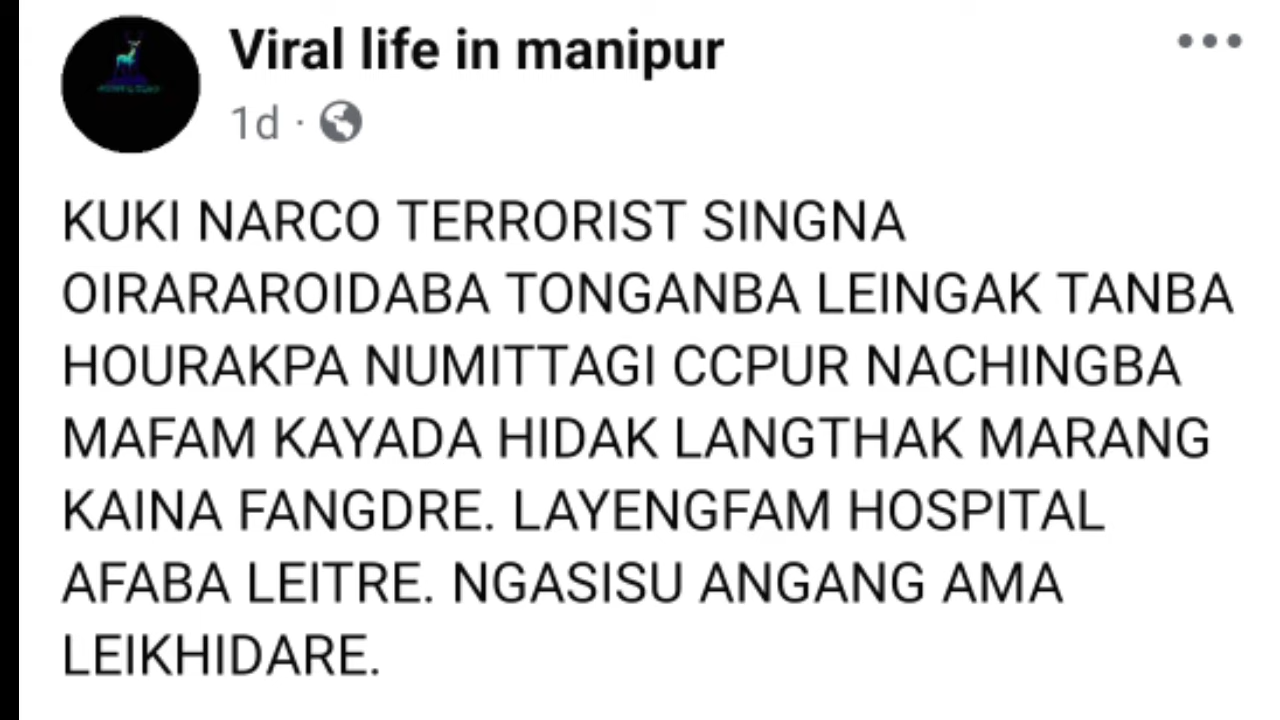 Viral life in manipur
1d ·
KUKI NARCO TERRORIST SINGNA
OIRARAROIDABA TONGANBA LEINGAK TANBA
HOURAKPA NUMITTAGI CCPUR NACHINGBA
MAFAM KAYADA HIDAK LANGTHAK MARANG
KAINA FANGDRE. LAYENGFAM HOSPITAL
AFABA LEITRE. NGASISU ANGANG AMA
LEIKHIDARE.